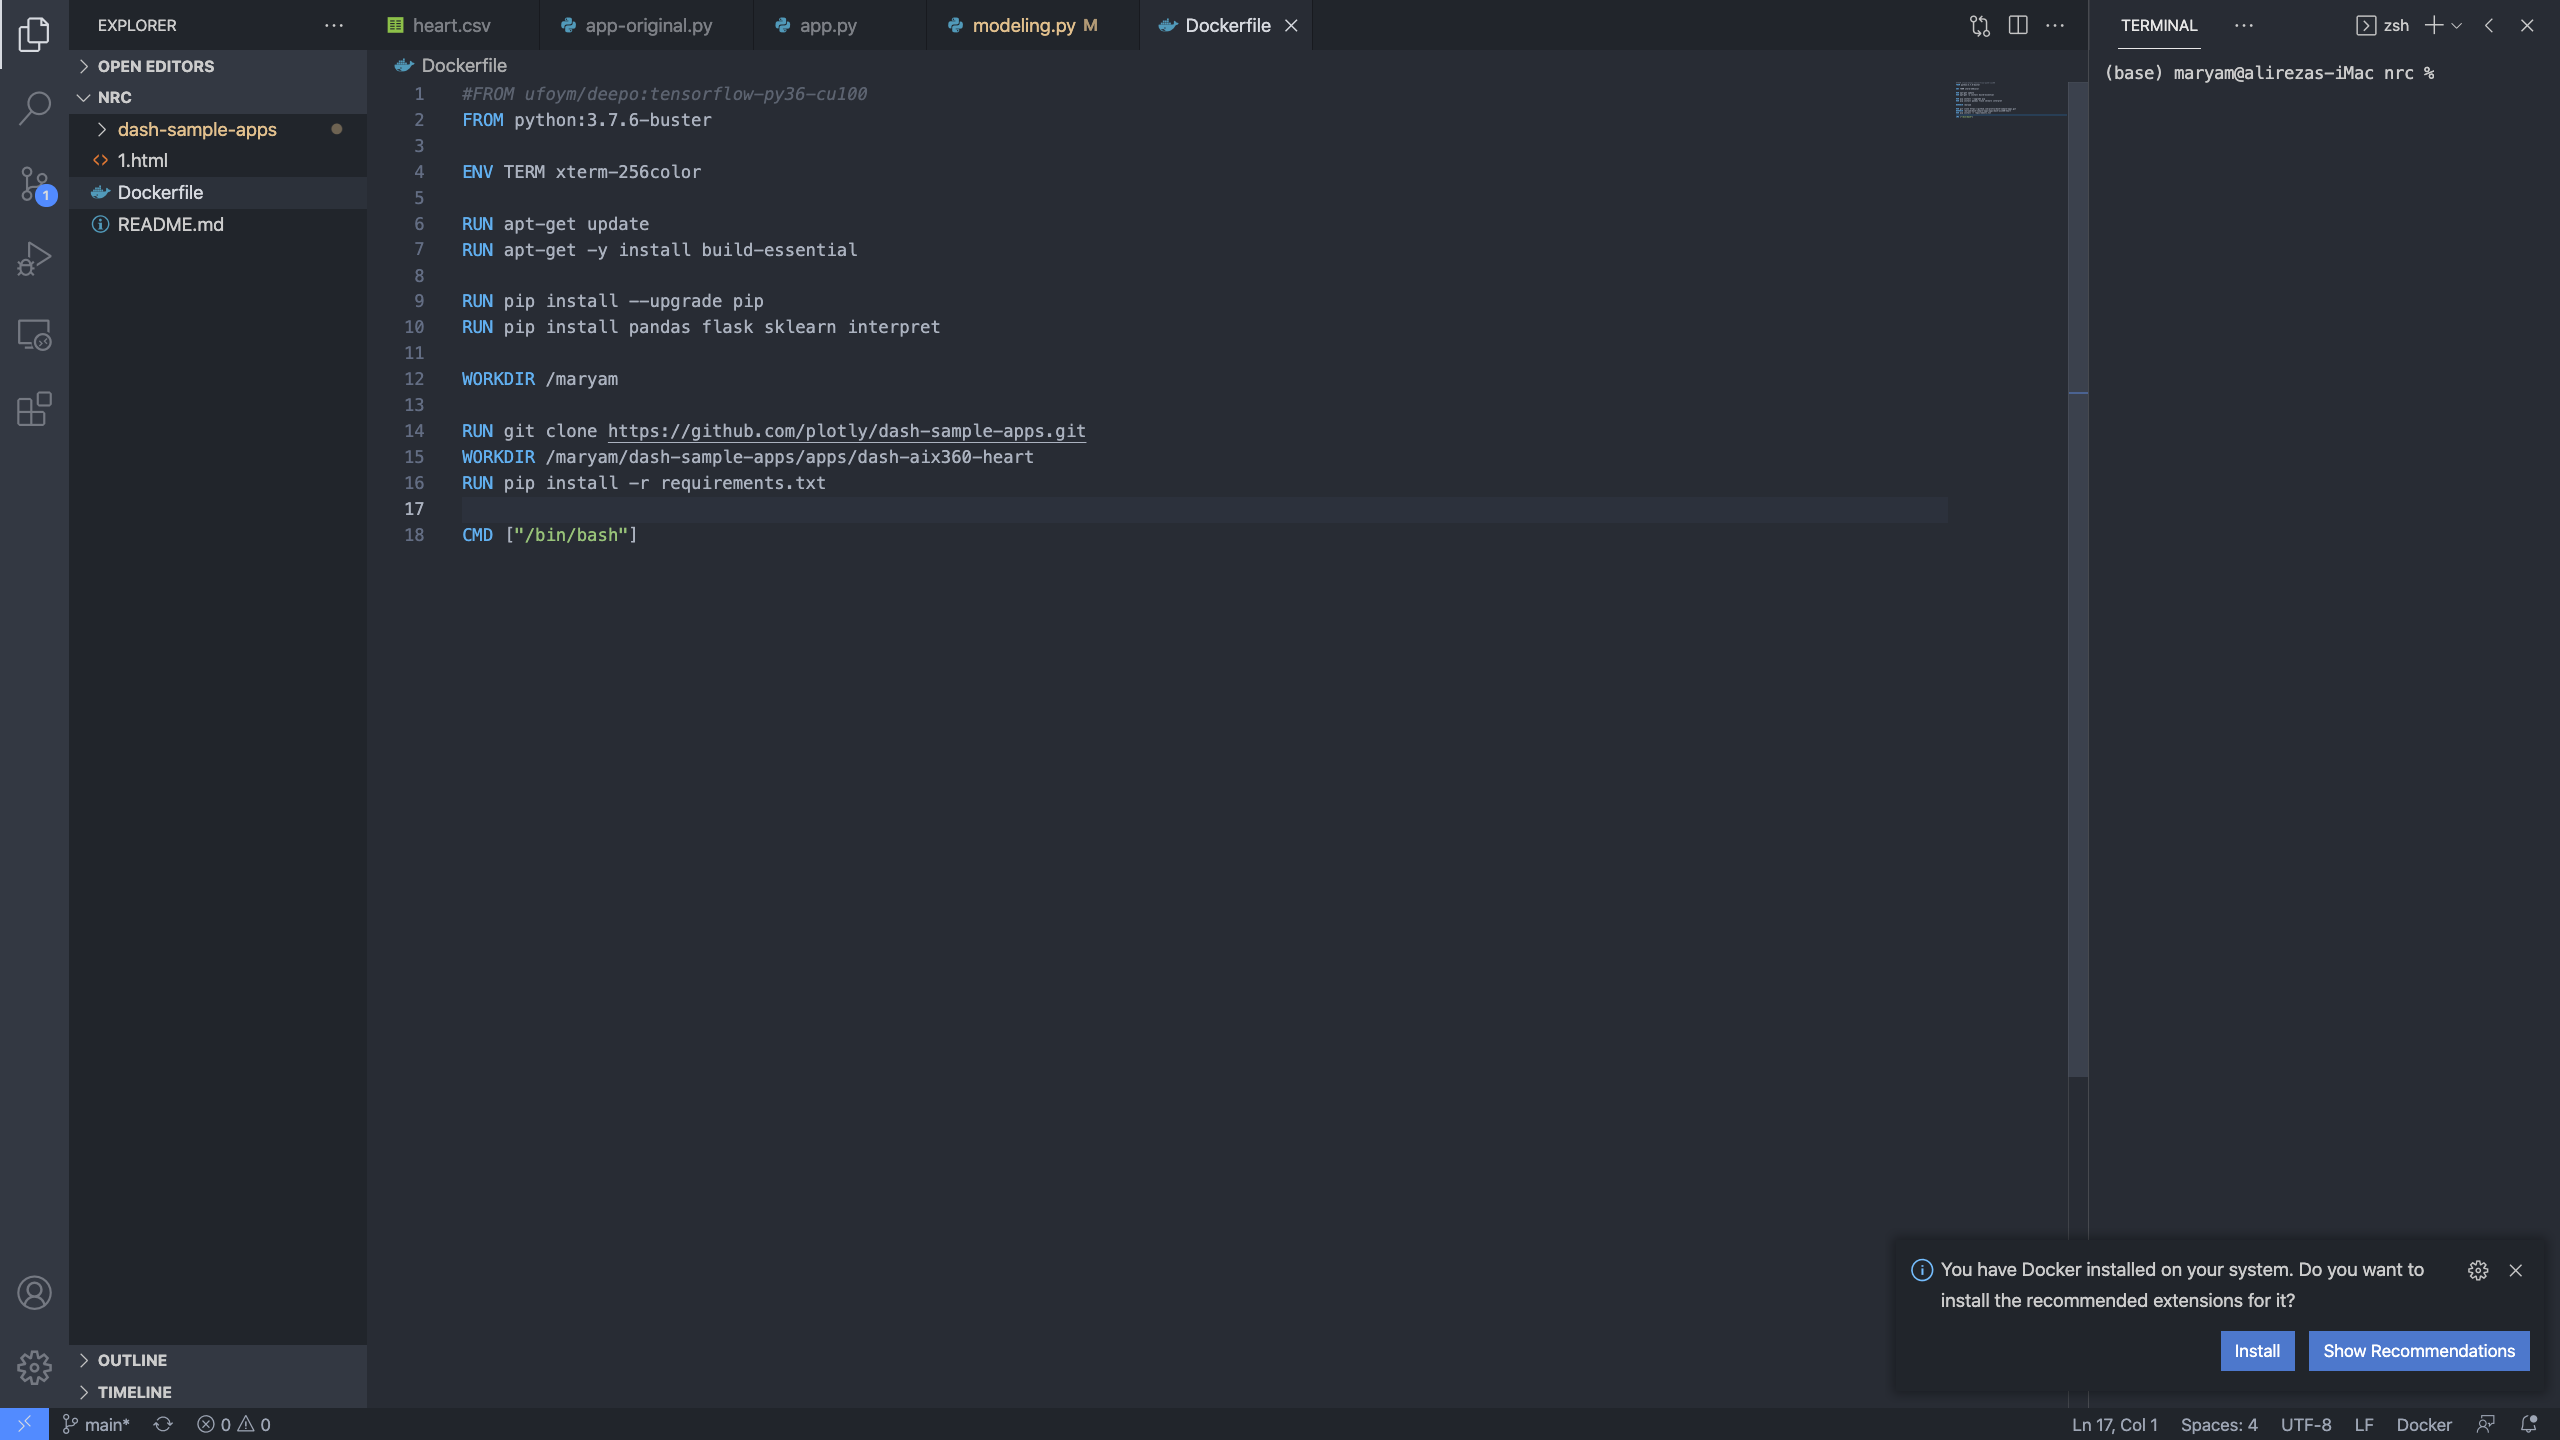 EXPLORER
heart.csv
app-original.py
app.py
modeling.py M
Dockerfile
TERMINAL
zsh
OPEN EDITORS
NRC
dash-sample-apps
1.html
Dockerfile
README.md
OUTLINE
TIMELINE
1
Dockerfile
1 #FROM ufoym/deepo:tensorflow-py36-cu100
2 FROM python:3.7.6-buster
3
4 ENV TERM xterm-256color
5
6 RUN apt-get update
7 RUN apt-get -y install build-essential
8
9 RUN pip install --upgrade pip
10 RUN pip install pandas flask sklearn interpret
11
12 WORKDIR /maryam
13
14 RUN git clone https://github.com/plotly/dash-sample-apps.git
15 WORKDIR /maryam/dash-sample-apps/apps/dash-aix360-heart
16 RUN pip install -r requirements.txt
17
18 CMD ["/bin/bash"]
(base) maryam@alirezas-iMac nrc %
You have Docker installed on your system. Do you want to
install the recommended extensions for it?
Install
Show Recommendations
main*
0
0
Ln 17, Col 1
Spaces: 4
UTF-8
LF
Docker